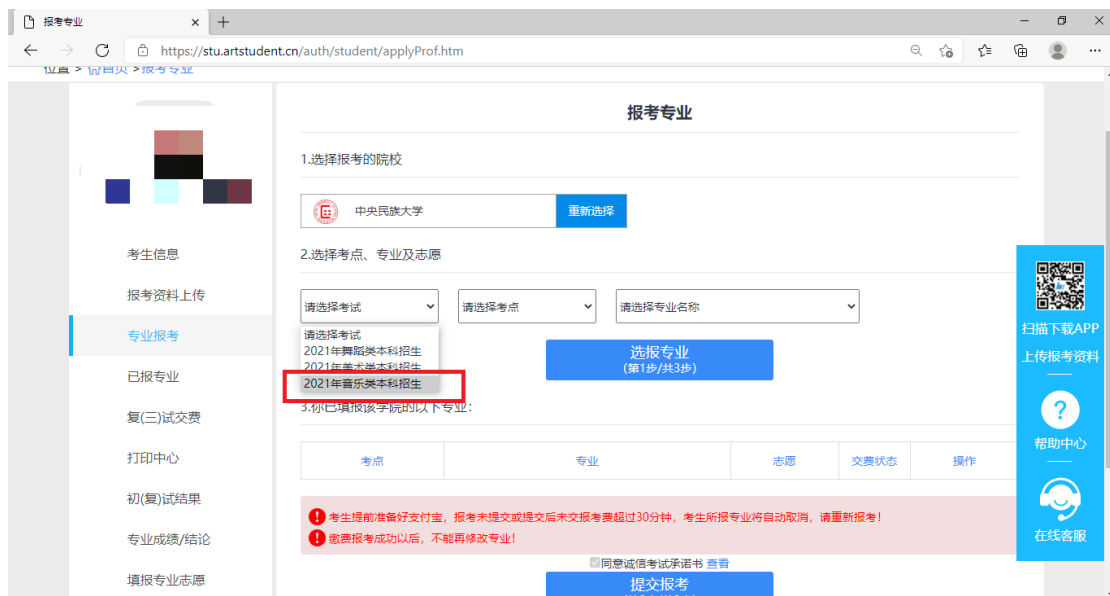 报考专业
https://stu.artstudent.cn/auth/student/applyProf.htm
位置 > 首页 >报考专业
报考专业
1.选择报考的院校
中央民族大学
重新选择
考生信息
2.选择考点、专业及志愿
报考资料上传
请选择考试
请选择考点
请选择专业名称
扫描下载APP
上传报考资料
专业报考
请选择考试
2021年舞蹈类本科招生
2021年美术类本科招生
2021年音乐类本科招生
选报专业
(第1步/共3步)
已报专业
3.你已填报该学院的以下专业：
复(三)试交费
帮助中心
打印中心
考点
专业
志愿
交费状态
操作
初(复)试结果
考生提前准备好支付宝，报考未提交或提交后未交报考费超过30分钟，考生所报专业将自动取消，请重新报考！
缴费报考成功以后，不能再修改专业！
专业成绩/结论
在线客服
同意诚信考试承诺书 查看
填报专业志愿
提交报考